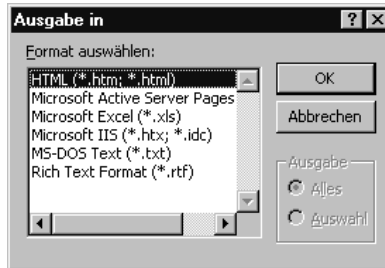 Ausgabe in
Format auswählen:
HTML (*.htm; *.html)
Microsoft Active Server Pages
Microsoft Excel (*.xls)
Microsoft IIS (*.htx; *.idc)
MS-DOS Text (*.txt)
Rich Text Format (*.rtf)
OK
Abbrechen
Ausgabe
Alles
Auswahl